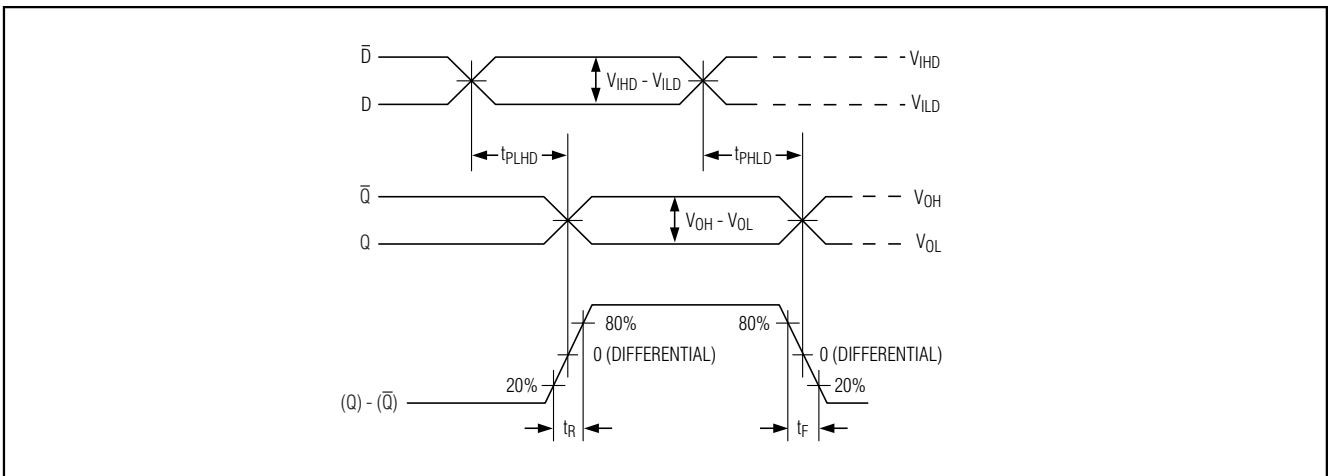 D̅
D
V_IHD - V_ILD
V_IHD
V_ILD
t_PLHD
t_PHLD
Q̅
Q
V_OH - V_OL
V_OH
V_OL
80%
80%
0 (DIFFERENTIAL)
0 (DIFFERENTIAL)
20%
20%
(Q) - (Q̅)
t_R
t_F